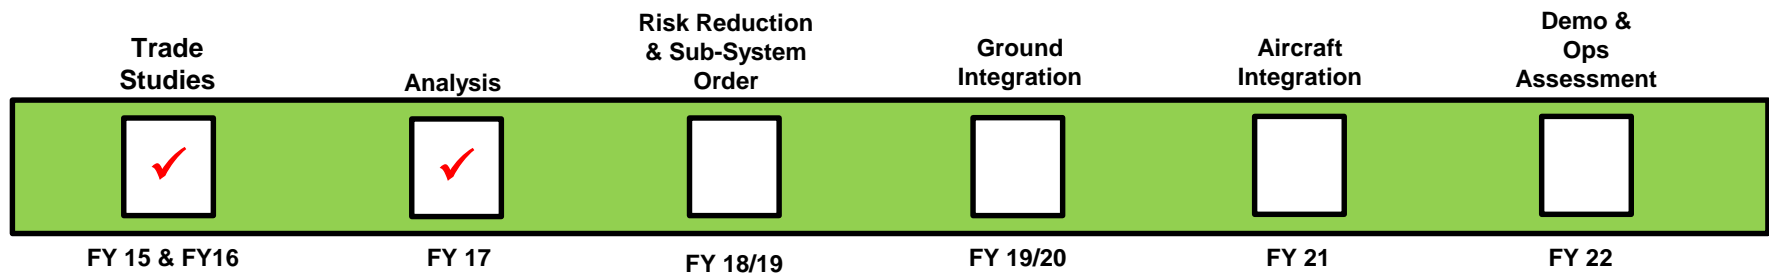 Trade
Studies
Analysis
Risk Reduction
& Sub-System
Order
Ground
Integration
Aircraft
Integration
Demo &
Ops
Assessment
FY 15 & FY16
FY 17
FY 18/19
FY 19/20
FY 21
FY 22